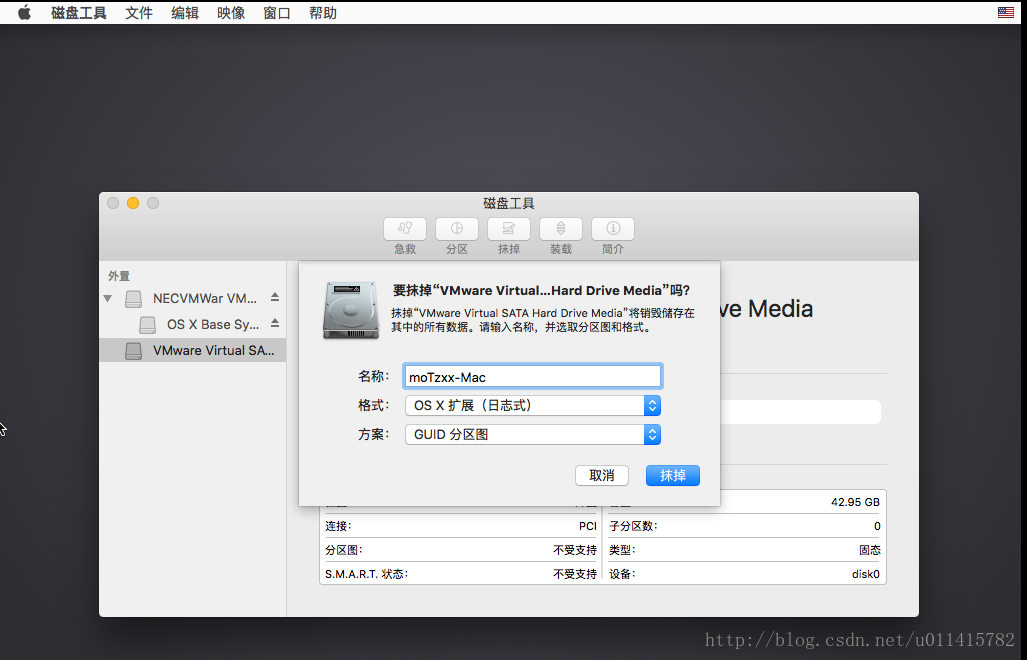 磁盘工具 文件 编辑 映像 窗口 帮助
磁盘工具
急救 分区 抹掉 装载 简介
外置
NECVMWar VM...
OS X Base Sy...
VMware Virtual SA...
ve Media
要抹掉“VMware Virtual...Hard Drive Media”吗?
抹掉“VMware Virtual SATA Hard Drive Media”将销毁储存在
其中的所有数据。请输入名称，并选取分区图和格式。
名称: moTzxx-Mac
格式: OS X 扩展（日志式）
方案: GUID 分区图
取消 抹掉
42.95 GB
连接: PCI 子分区数: 0
分区图: 不受支持 类型: 固态
S.M.A.R.T. 状态: 不受支持 设备: disk0
http://blog.csdn.net/u011415782